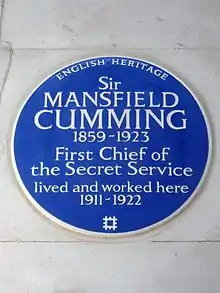 ENGLISH HERITAGE
Sir
MANSFIELD
CUMMING
1859-1923
First Chief of
the Secret Service
lived and worked here
1911-1922